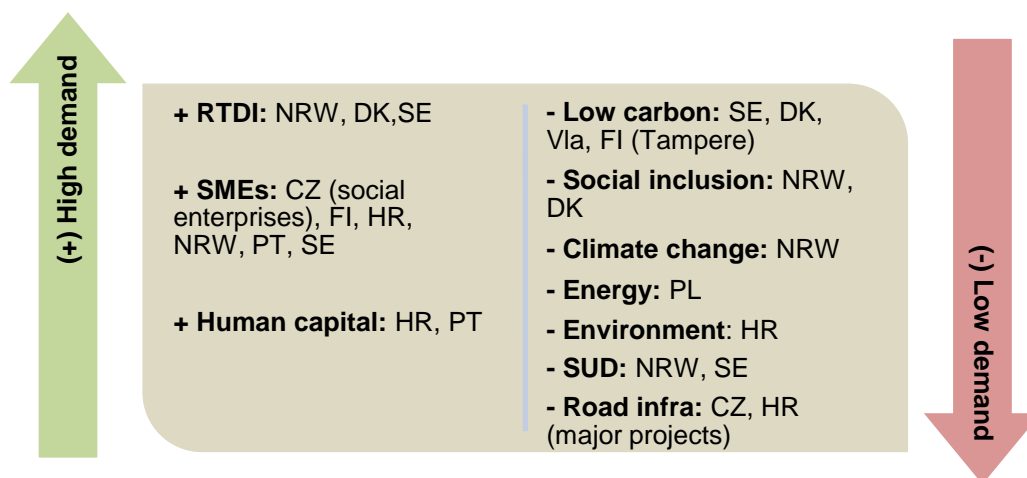 (+) High demand
+ RTDI: NRW, DK,SE
+ SMEs: CZ (social
enterprises), FI, HR,
NRW, PT, SE
+ Human capital: HR, PT
- Low carbon: SE, DK,
Vla, FI (Tampere)
- Social inclusion: NRW,
DK
- Climate change: NRW
- Energy: PL
- Environment: HR
- SUD: NRW, SE
- Road infra: CZ, HR
(major projects)
(-) Low demand